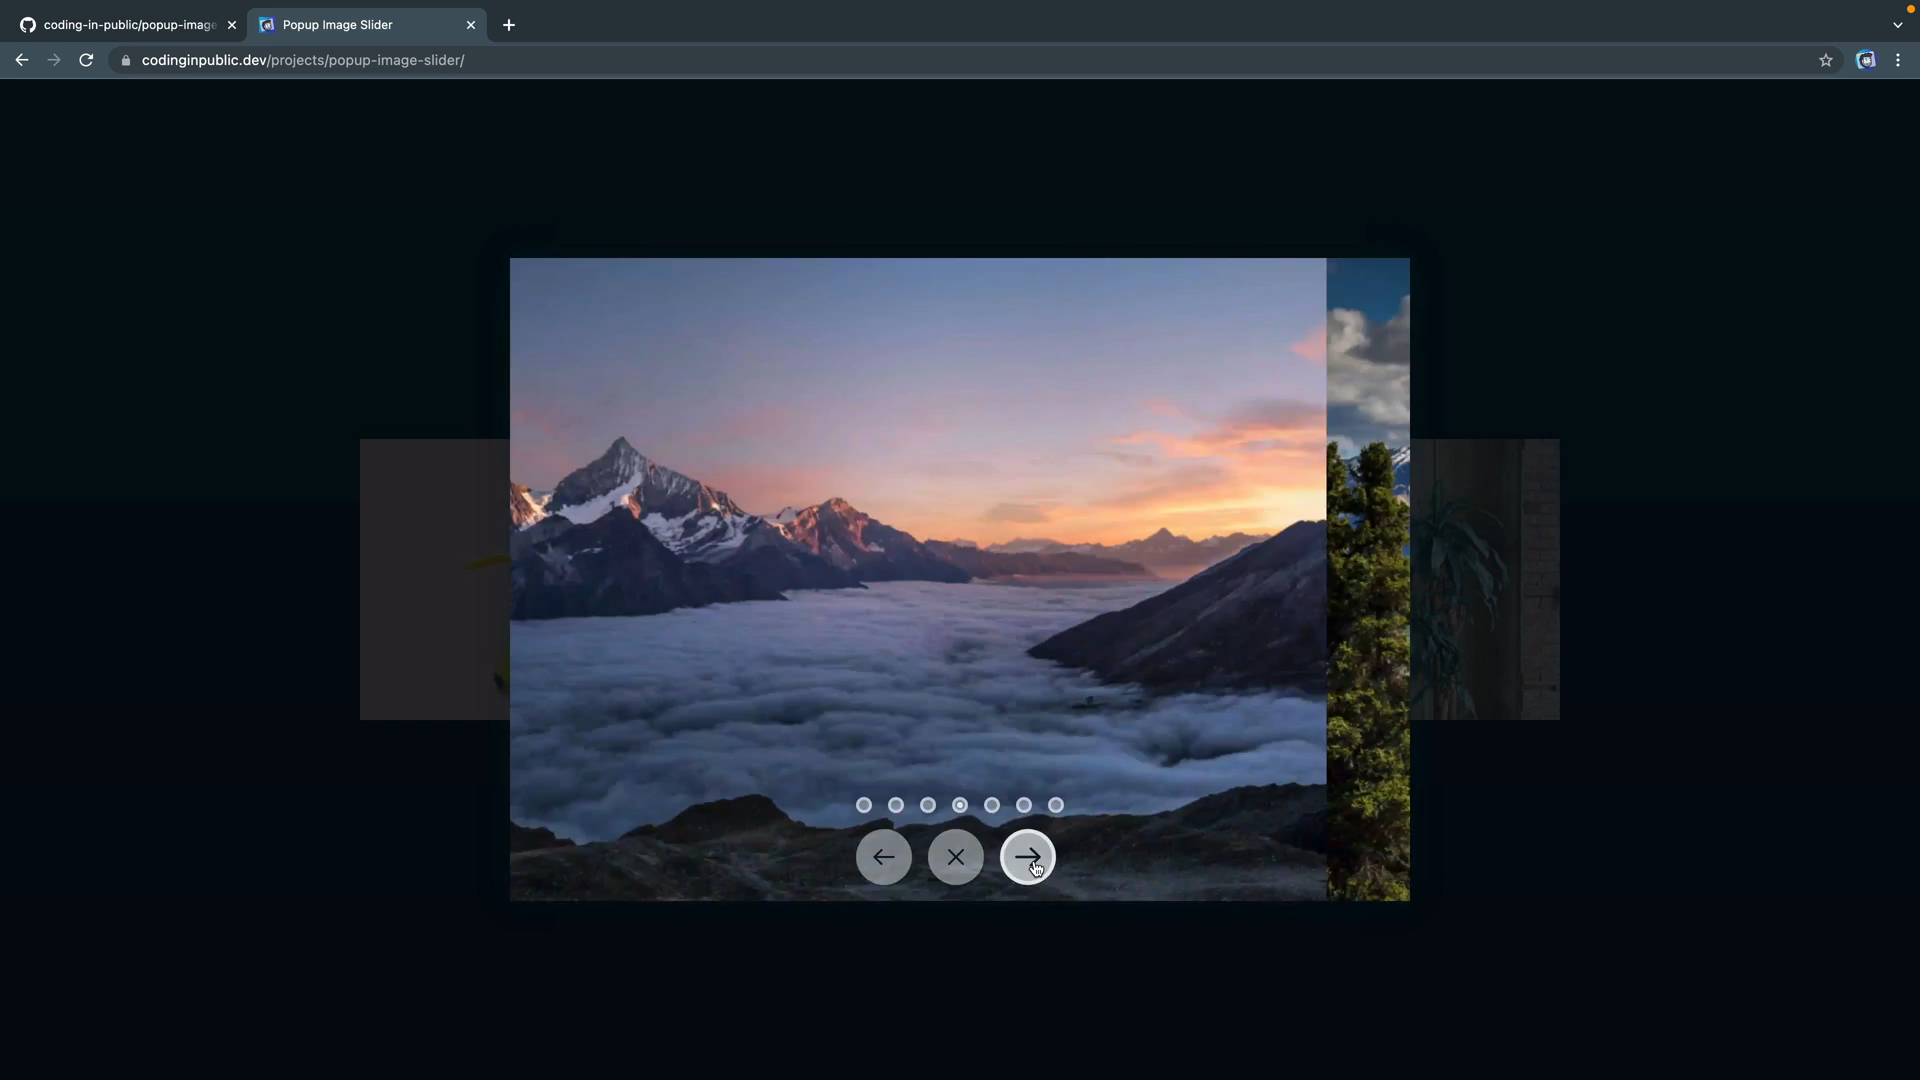 coding-in-public/popup-image
Popup Image Slider
codinginpublic.dev/projects/popup-image-slider/